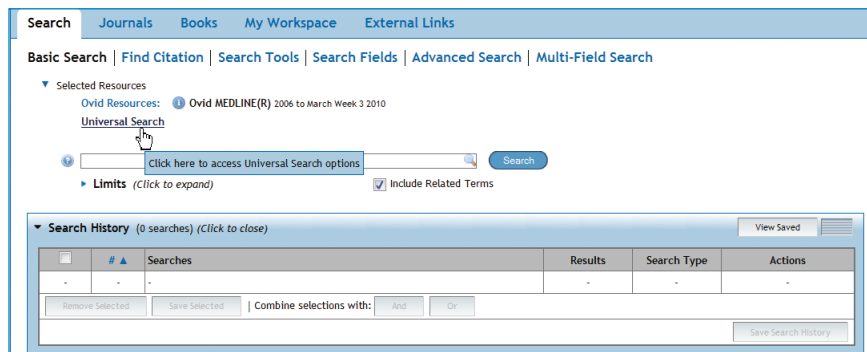 Search Journals Books My Workspace External Links
Basic Search | Find Citation | Search Tools | Search Fields | Advanced Search | Multi-Field Search
▼ Selected Resources
Ovid Resources: i Ovid MEDLINE(R) 2006 to March Week 3 2010
Universal Search
? Search
Click here to access Universal Search options
▸ Limits (Click to expand) Include Related Terms
▼ Search History (0 searches) (Click to close) View Saved
# ▲ Searches Results Search Type Actions
- - - - - -
Remove Selected Save Selected | Combine selections with: And Or
Save Search History